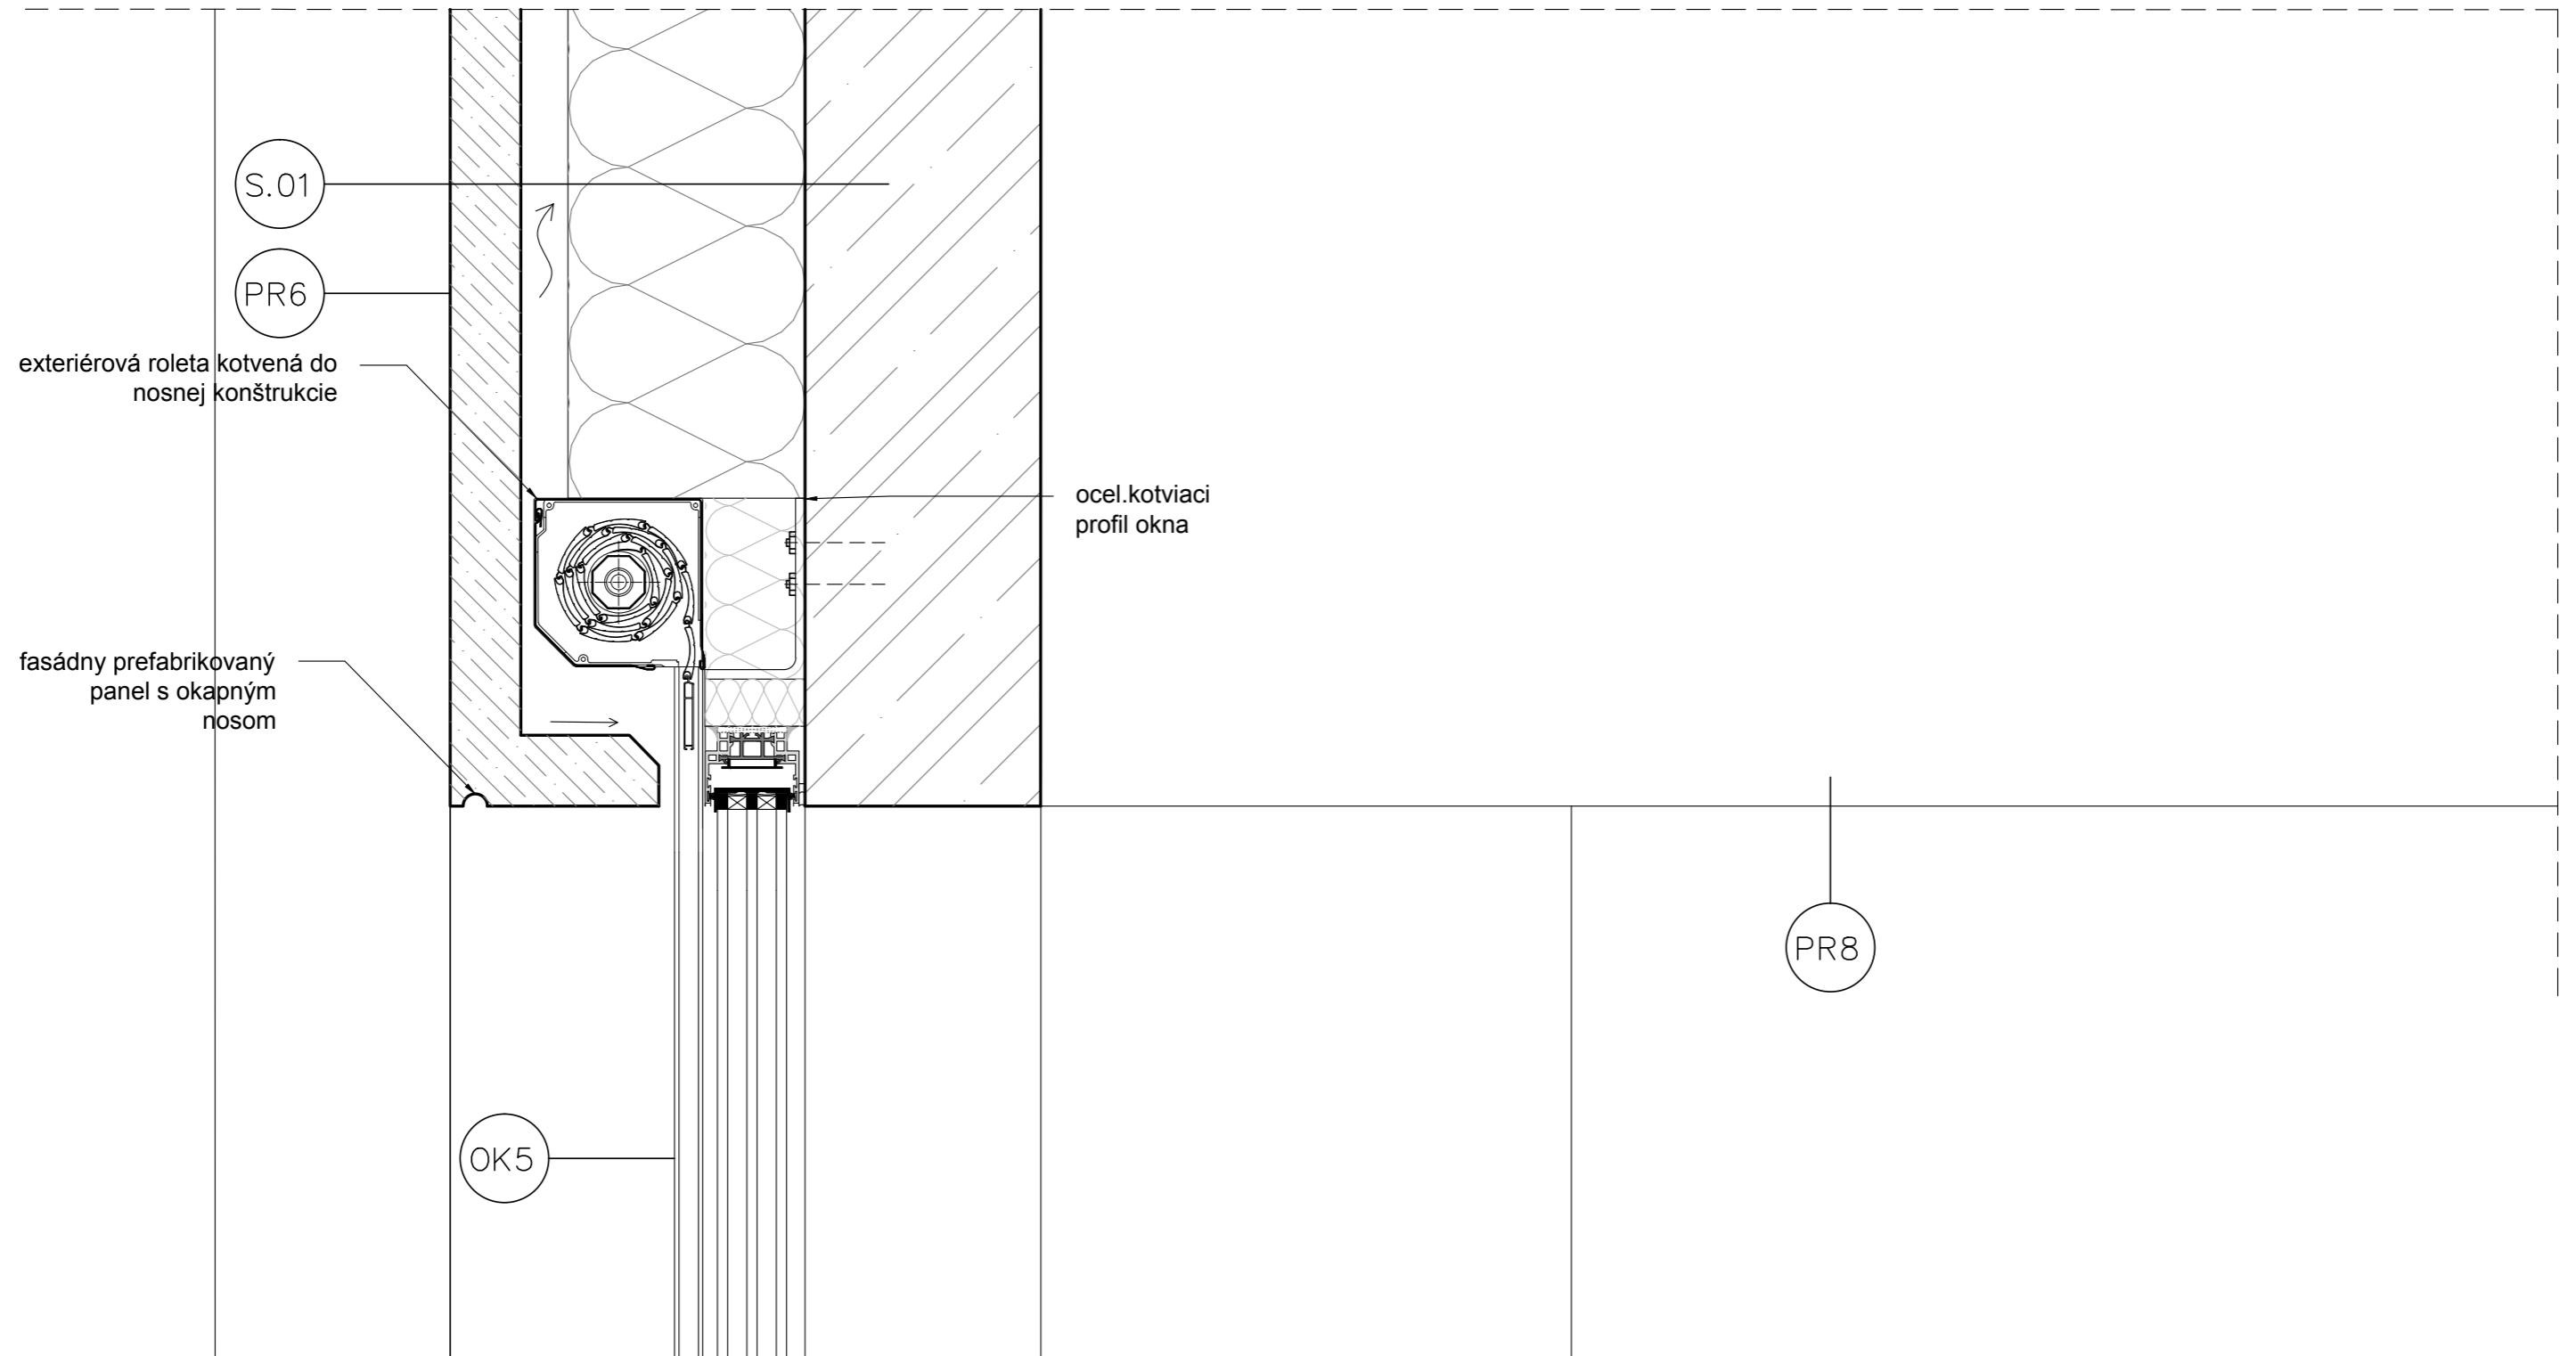 S.01
PR6
exteriérová roleta kotvená do
nosnej konštrukcie
ocel.kotviaci
profil okna
fasádny prefabrikovaný
panel s okapným
nosom
PR8
OK5